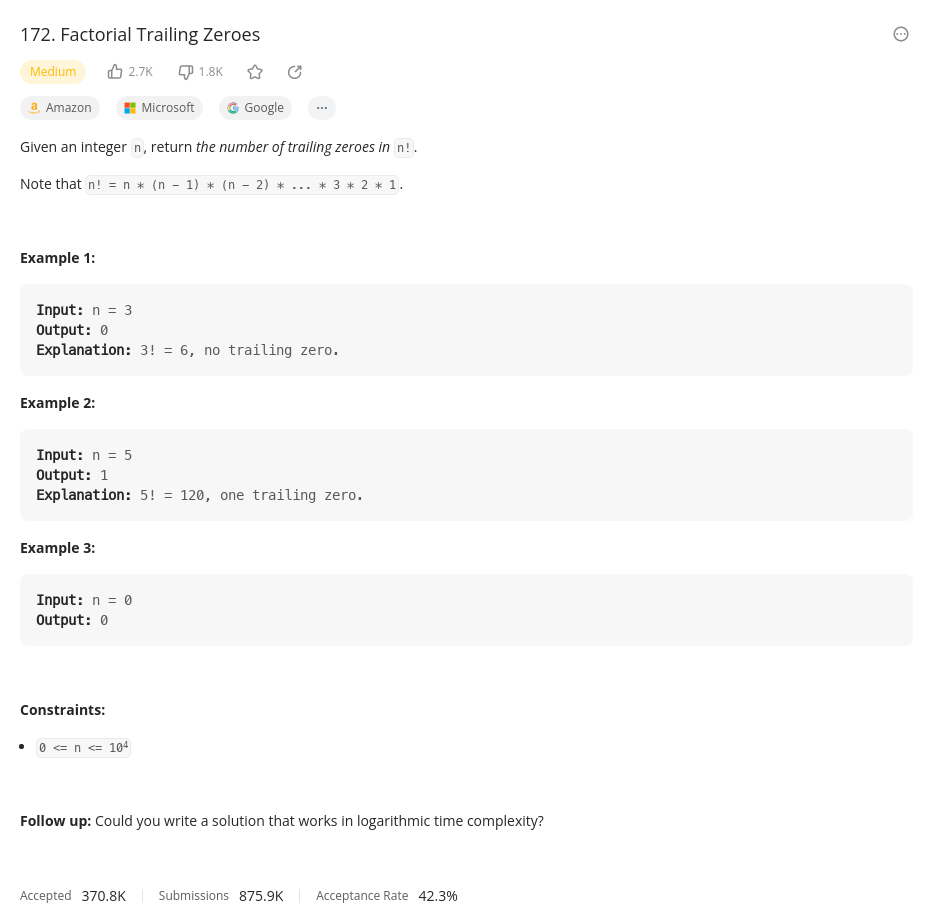 172. Factorial Trailing Zeroes
Medium 2.7K 1.8K
Amazon Microsoft Google ...
Given an integer n, return the number of trailing zeroes in n!.
Note that n! = n * (n - 1) * (n - 2) * ... * 3 * 2 * 1.
Example 1:
Input: n = 3
Output: 0
Explanation: 3! = 6, no trailing zero.
Example 2:
Input: n = 5
Output: 1
Explanation: 5! = 120, one trailing zero.
Example 3:
Input: n = 0
Output: 0
Constraints:
• 0 <= n <= 10⁴
Follow up: Could you write a solution that works in logarithmic time complexity?
Accepted 370.8K Submissions 875.9K Acceptance Rate 42.3%